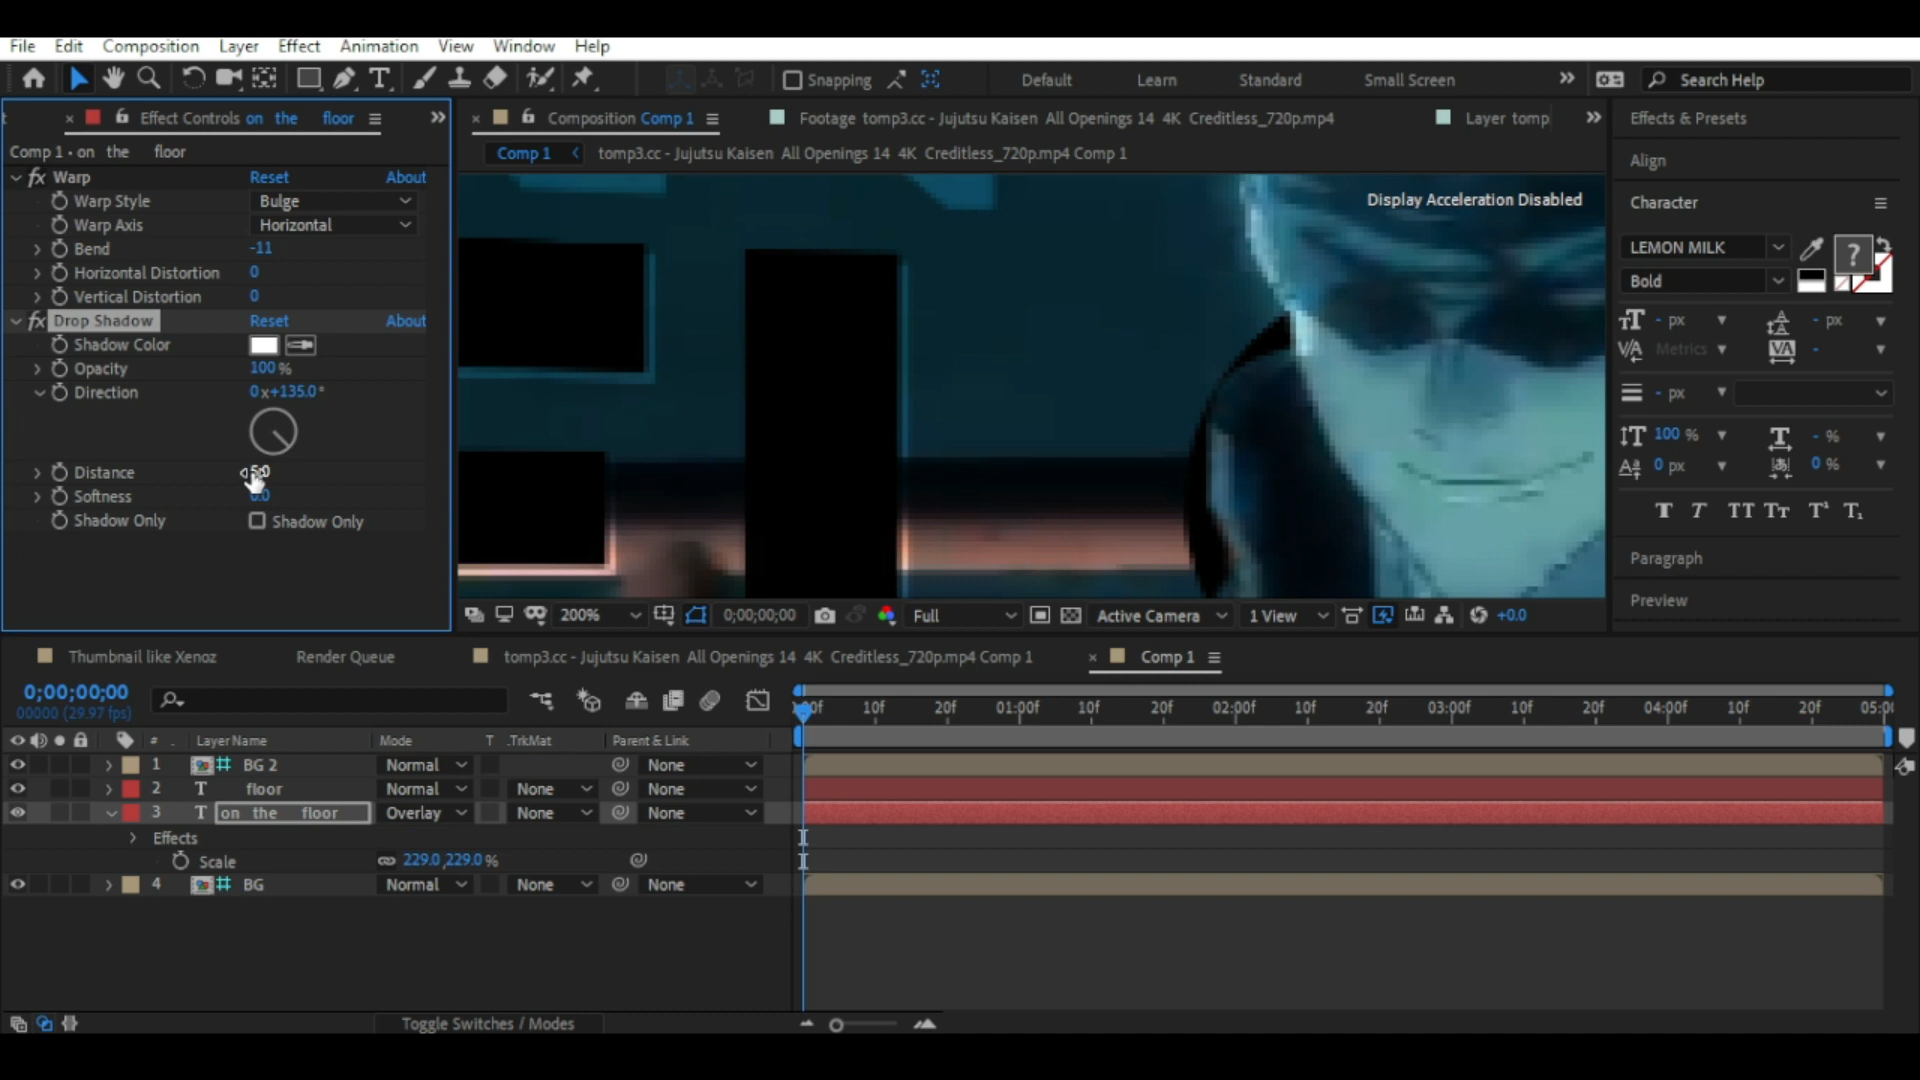 File Edit Composition Layer Effect Animation View Window Help
Snapping Default Learn Standard Small Screen Search Help
Effect Controls on the floor
Composition Comp 1
Footage tomp3.cc - Jujutsu Kaisen All Openings 14 4K Creditless_720p.mp4
Layer tomp
Effects & Presets
Comp 1 • on the floor
Comp 1
tomp3.cc - Jujutsu Kaisen All Openings 14 4K Creditless_720p.mp4 Comp 1
Align
fx Warp Reset About
Warp Style Bulge
Warp Axis Horizontal
Bend -11
Horizontal Distortion 0
Vertical Distortion 0
fx Drop Shadow Reset About
Shadow Color
Opacity 100 %
Direction 0x+135.0°
Distance 5.0
Softness 0.0
Shadow Only Shadow Only
Display Acceleration Disabled
Character
LEMON MILK
?
Bold
- px - px
Metrics -
- px
100 % - %
0 px 0 %
T T TT Tт T¹ T₁
Paragraph
Preview
200% 0;00;00;00 Full Active Camera 1 View +0.0
Thumbnail like Xenoz Render Queue tomp3.cc - Jujutsu Kaisen All Openings 14 4K Creditless_720p.mp4 Comp 1 × Comp 1
0;00;00;00
00000 (29.97 fps)
10f 20f 01:00f 10f 20f 02:00f 10f 20f 03:00f 10f 20f 04:00f 10f 20f
# . Layer Name Mode T .TrkMat Parent & Link
1 BG 2 Normal None
2 T floor Normal None None
3 T on the floor Overlay None None
Effects
Scale 229.0,229.0 %
4 BG Normal None None
Toggle Switches / Modes